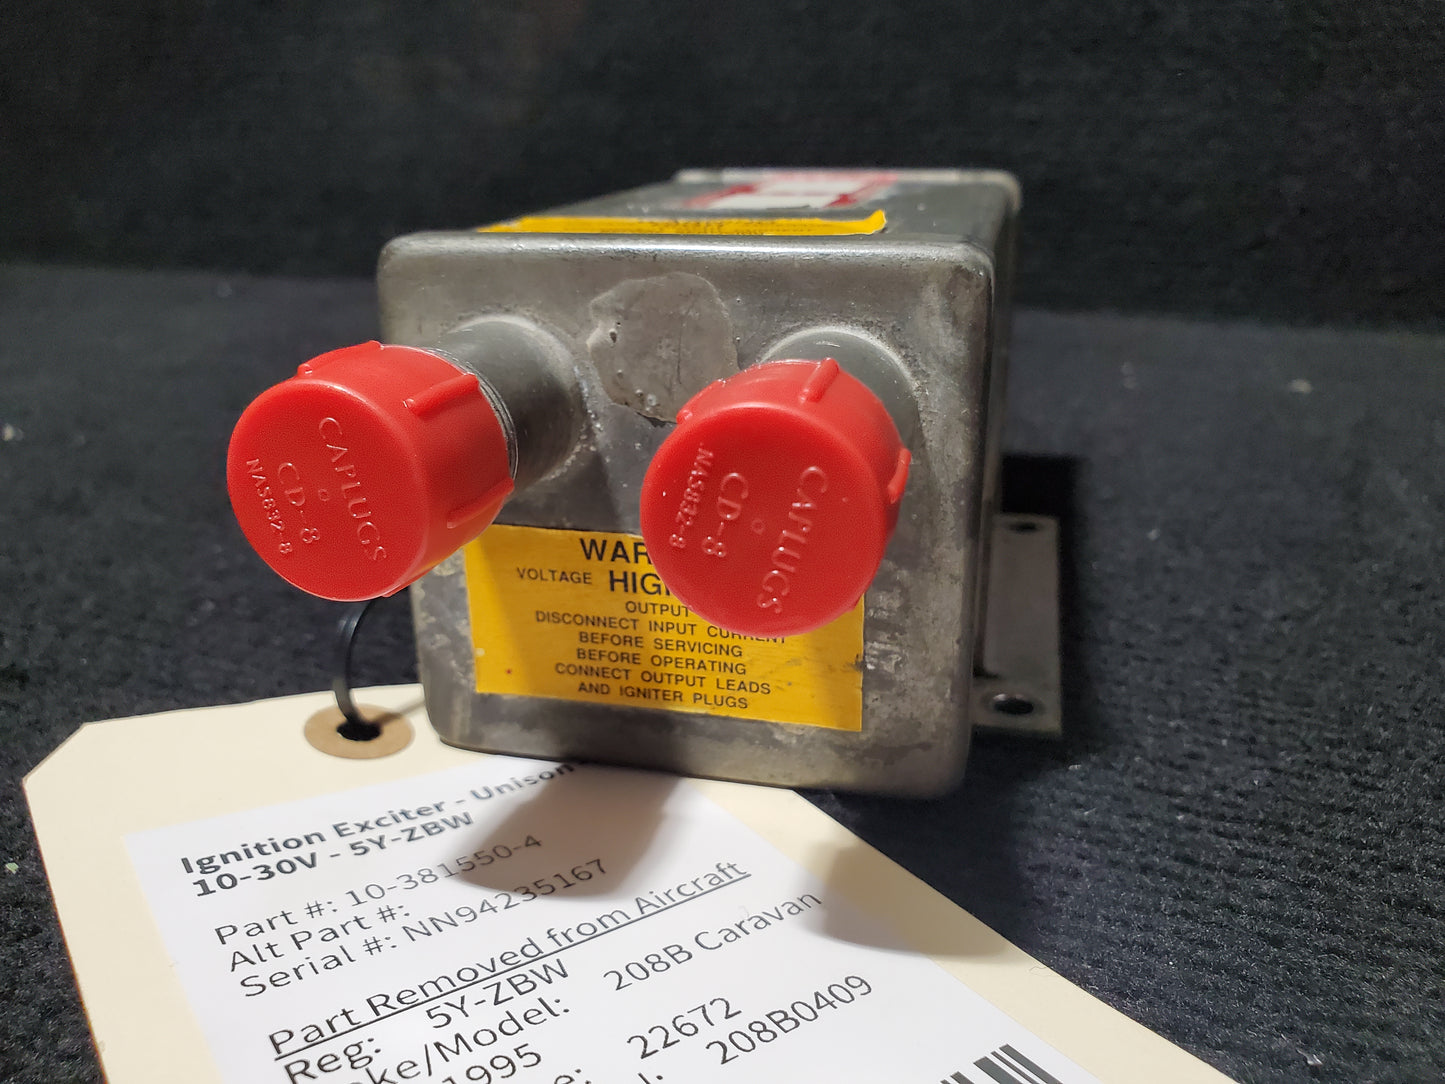 CAPLUGS
CD-8
NAS832-8
CAPLUGS
CD-8
NAS832-8
WAR
VOLTAGE HIG
OUTPUT
DISCONNECT INPUT CURRENT
BEFORE SERVICING
BEFORE OPERATING
CONNECT OUTPUT LEADS
AND IGNITER PLUGS
Ignition Exciter - Unison
10-30V - 5Y-ZBW
Part #: 10-381550-4
Alt Part #:
Serial #: NN94235167
Part Removed from Aircraft
Reg: 5Y-ZBW
ke/Model: 208B Caravan
1995
22672
208B0409